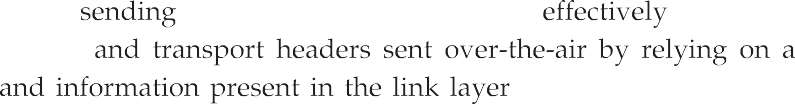 sending effectively
and transport headers sent over-the-air by relying on a
and information present in the link layer